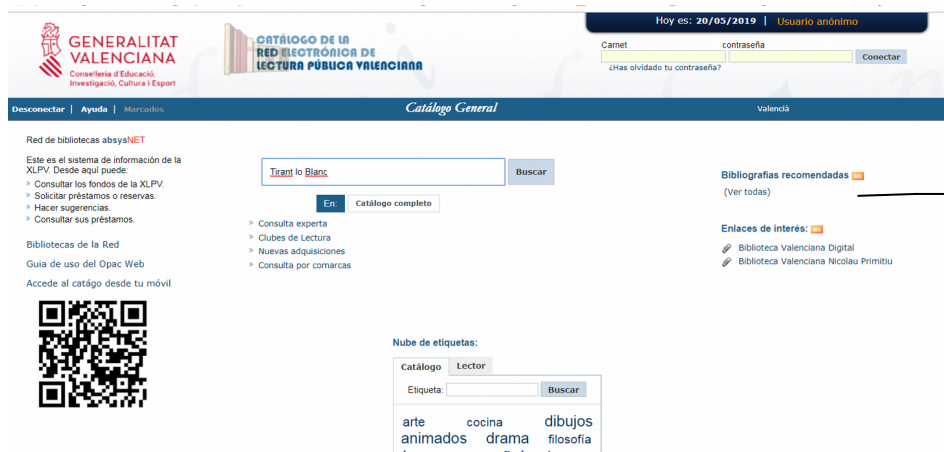 Hoy es: 20/05/2019 | Usuario anónimo
GENERALITAT
VALENCIANA
Conselleria d'Educació,
Investigació, Cultura i Esport
CATÁLOGO DE LA
RED ELECTRÓNICA DE
LECTURA PÚBLICA VALENCIANA
Carnet contraseña
Conectar
¿Has olvidado tu contraseña?
Desconectar | Ayuda | Marcados Catálogo General Valencià
Red de bibliotecas absysNET
Este es el sistema de información de la
XLPV. Desde aquí puede:
» Consultar los fondos de la XLPV.
» Solicitar préstamos o reservas.
» Hacer sugerencias.
» Consultar sus préstamos.
Bibliotecas de la Red
Guia de uso del Opac Web
Accede al catágo desde tu móvil
Tirant lo Blanc Buscar
En: Catálogo completo
» Consulta experta
» Clubes de Lectura
» Nuevas adquisiciones
» Consulta por comarcas
Bibliografias recomendadas
(Ver todas)
Enlaces de interés:
Biblioteca Valenciana Digital
Biblioteca Valenciana Nicolau Primitiu
Nube de etiquetas:
Catálogo Lector
Etiqueta: Buscar
arte cocina dibujos
animados drama filosofía